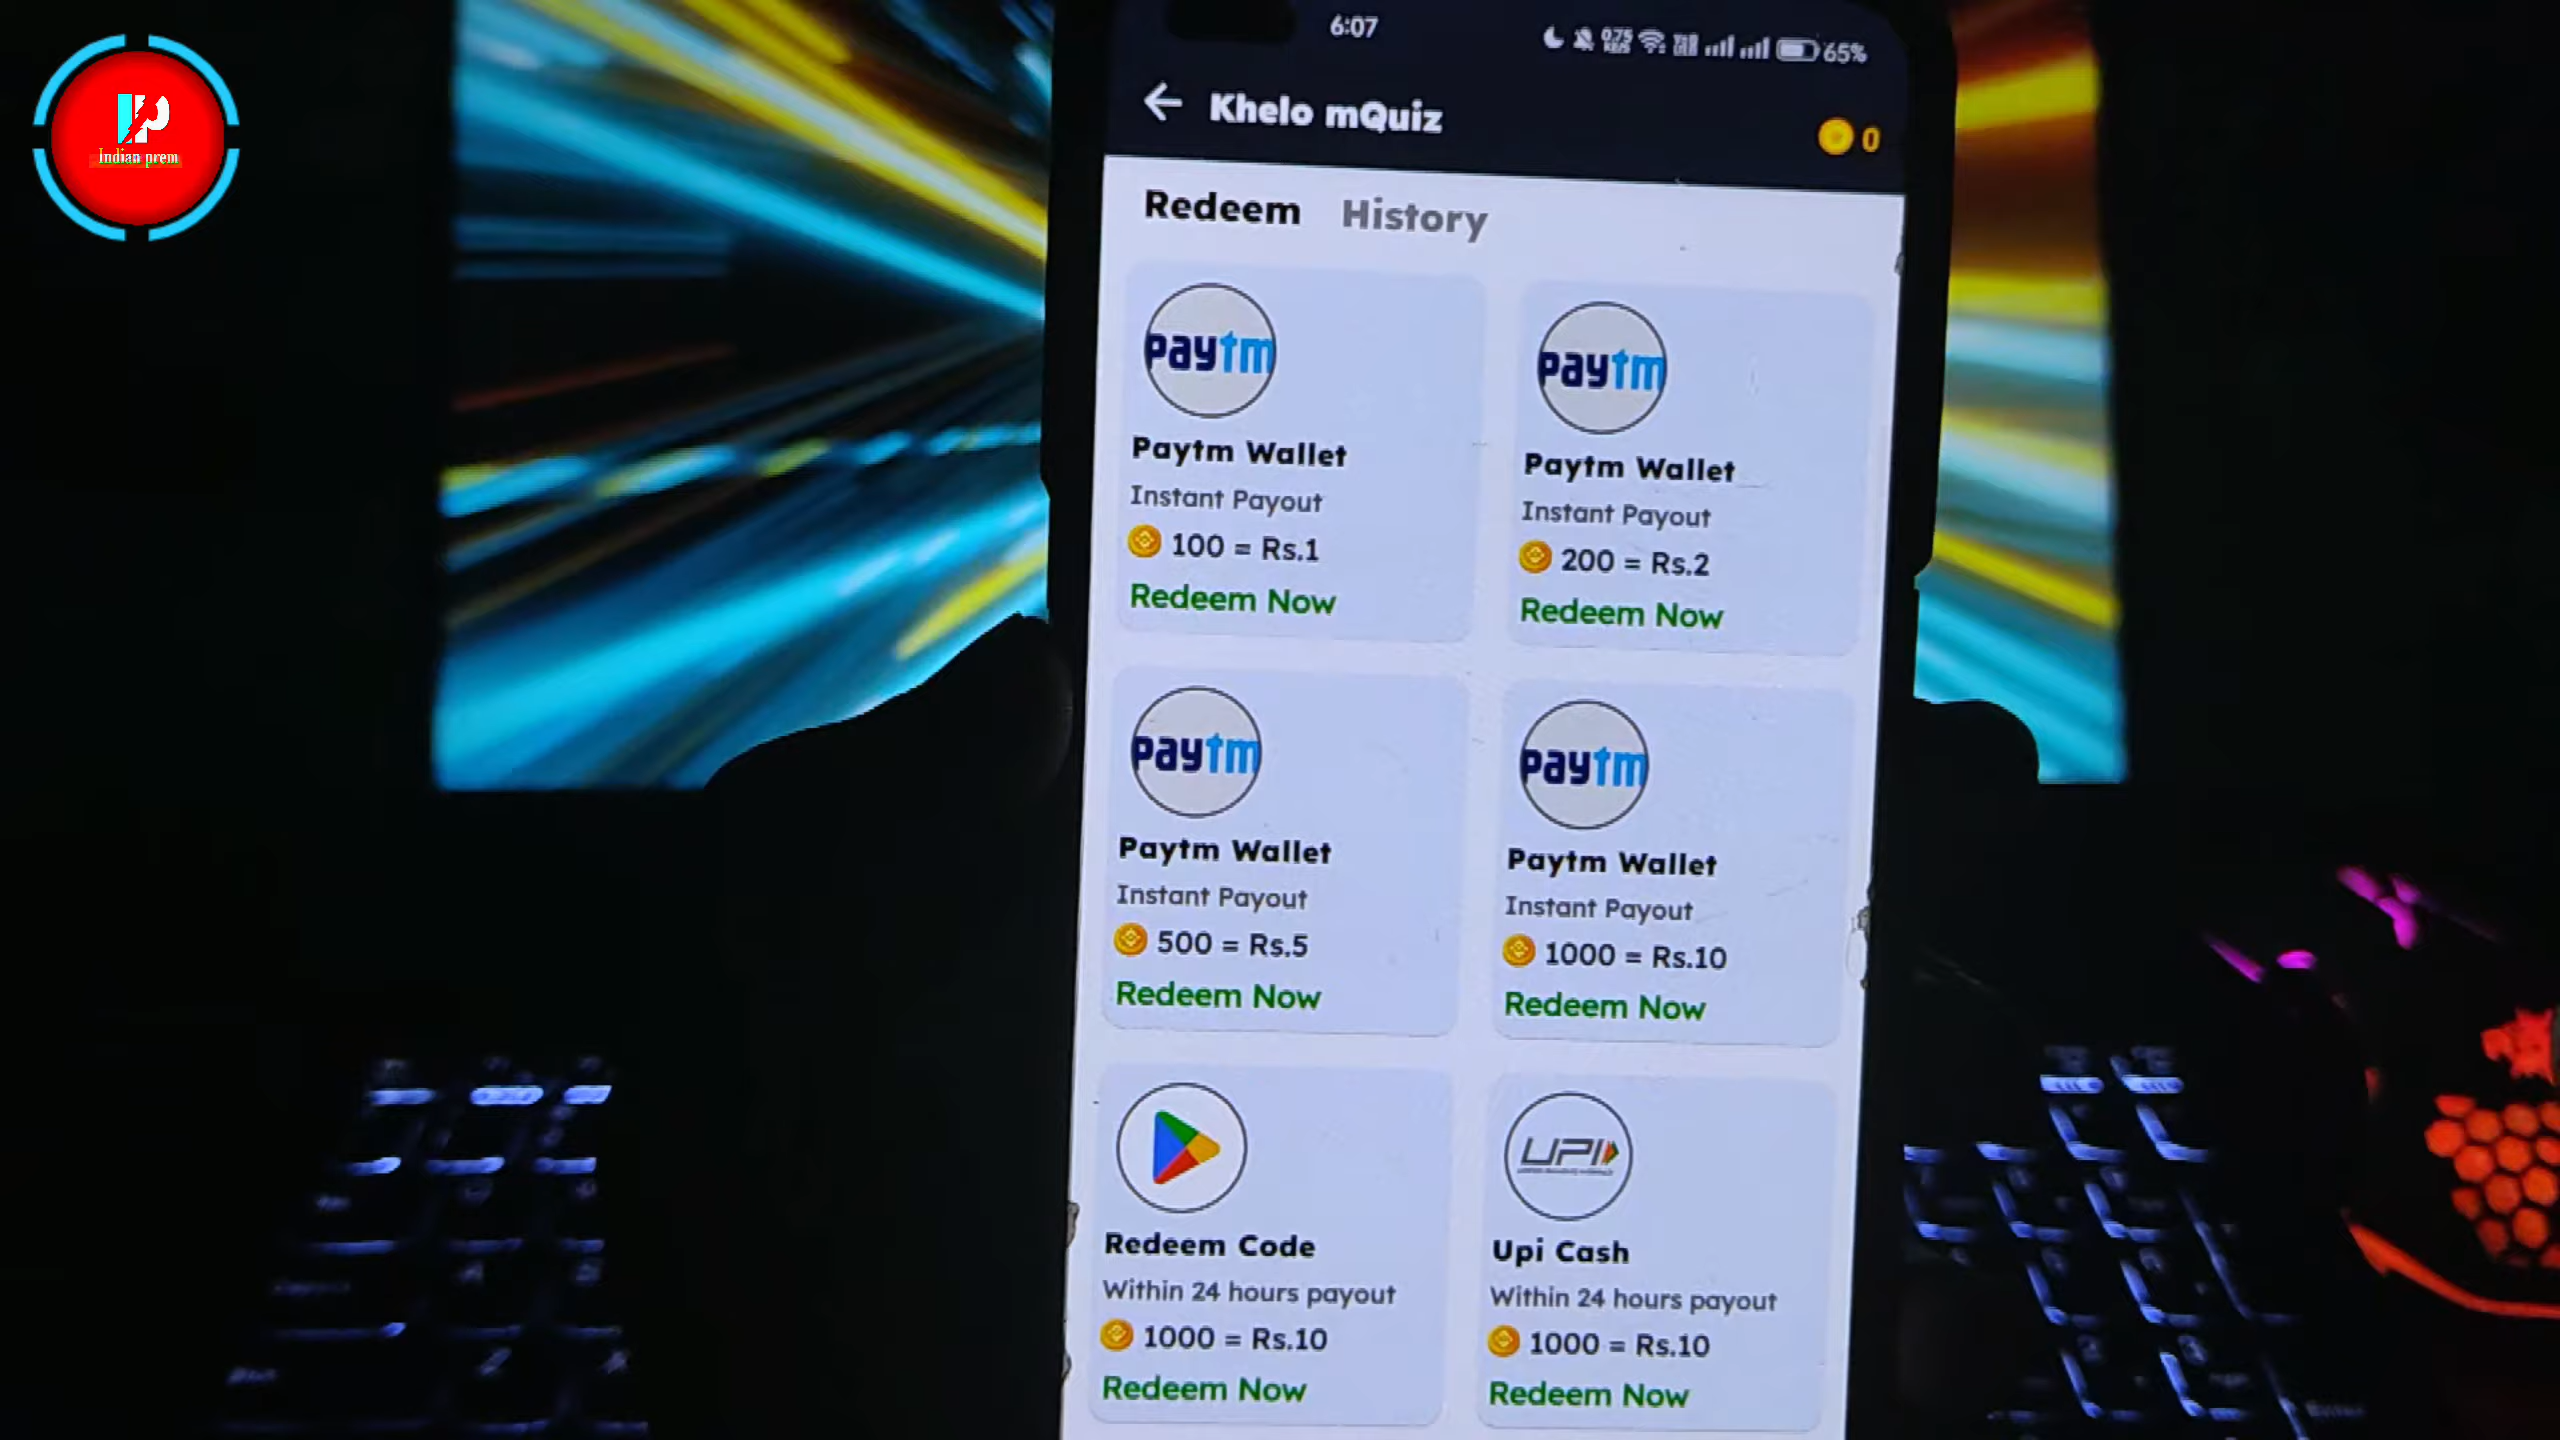 Indian prem
6:07
0.75
KB/S
65%
Khelo mQuiz
0
Redeem History
paytm
Paytm Wallet
Instant Payout
100 = Rs.1
Redeem Now
paytm
Paytm Wallet
Instant Payout
200 = Rs.2
Redeem Now
paytm
Paytm Wallet
Instant Payout
500 = Rs.5
Redeem Now
paytm
Paytm Wallet
Instant Payout
1000 = Rs.10
Redeem Now
Redeem Code
Within 24 hours payout
1000 = Rs.10
Redeem Now
UPI
Upi Cash
Within 24 hours payout
1000 = Rs.10
Redeem Now